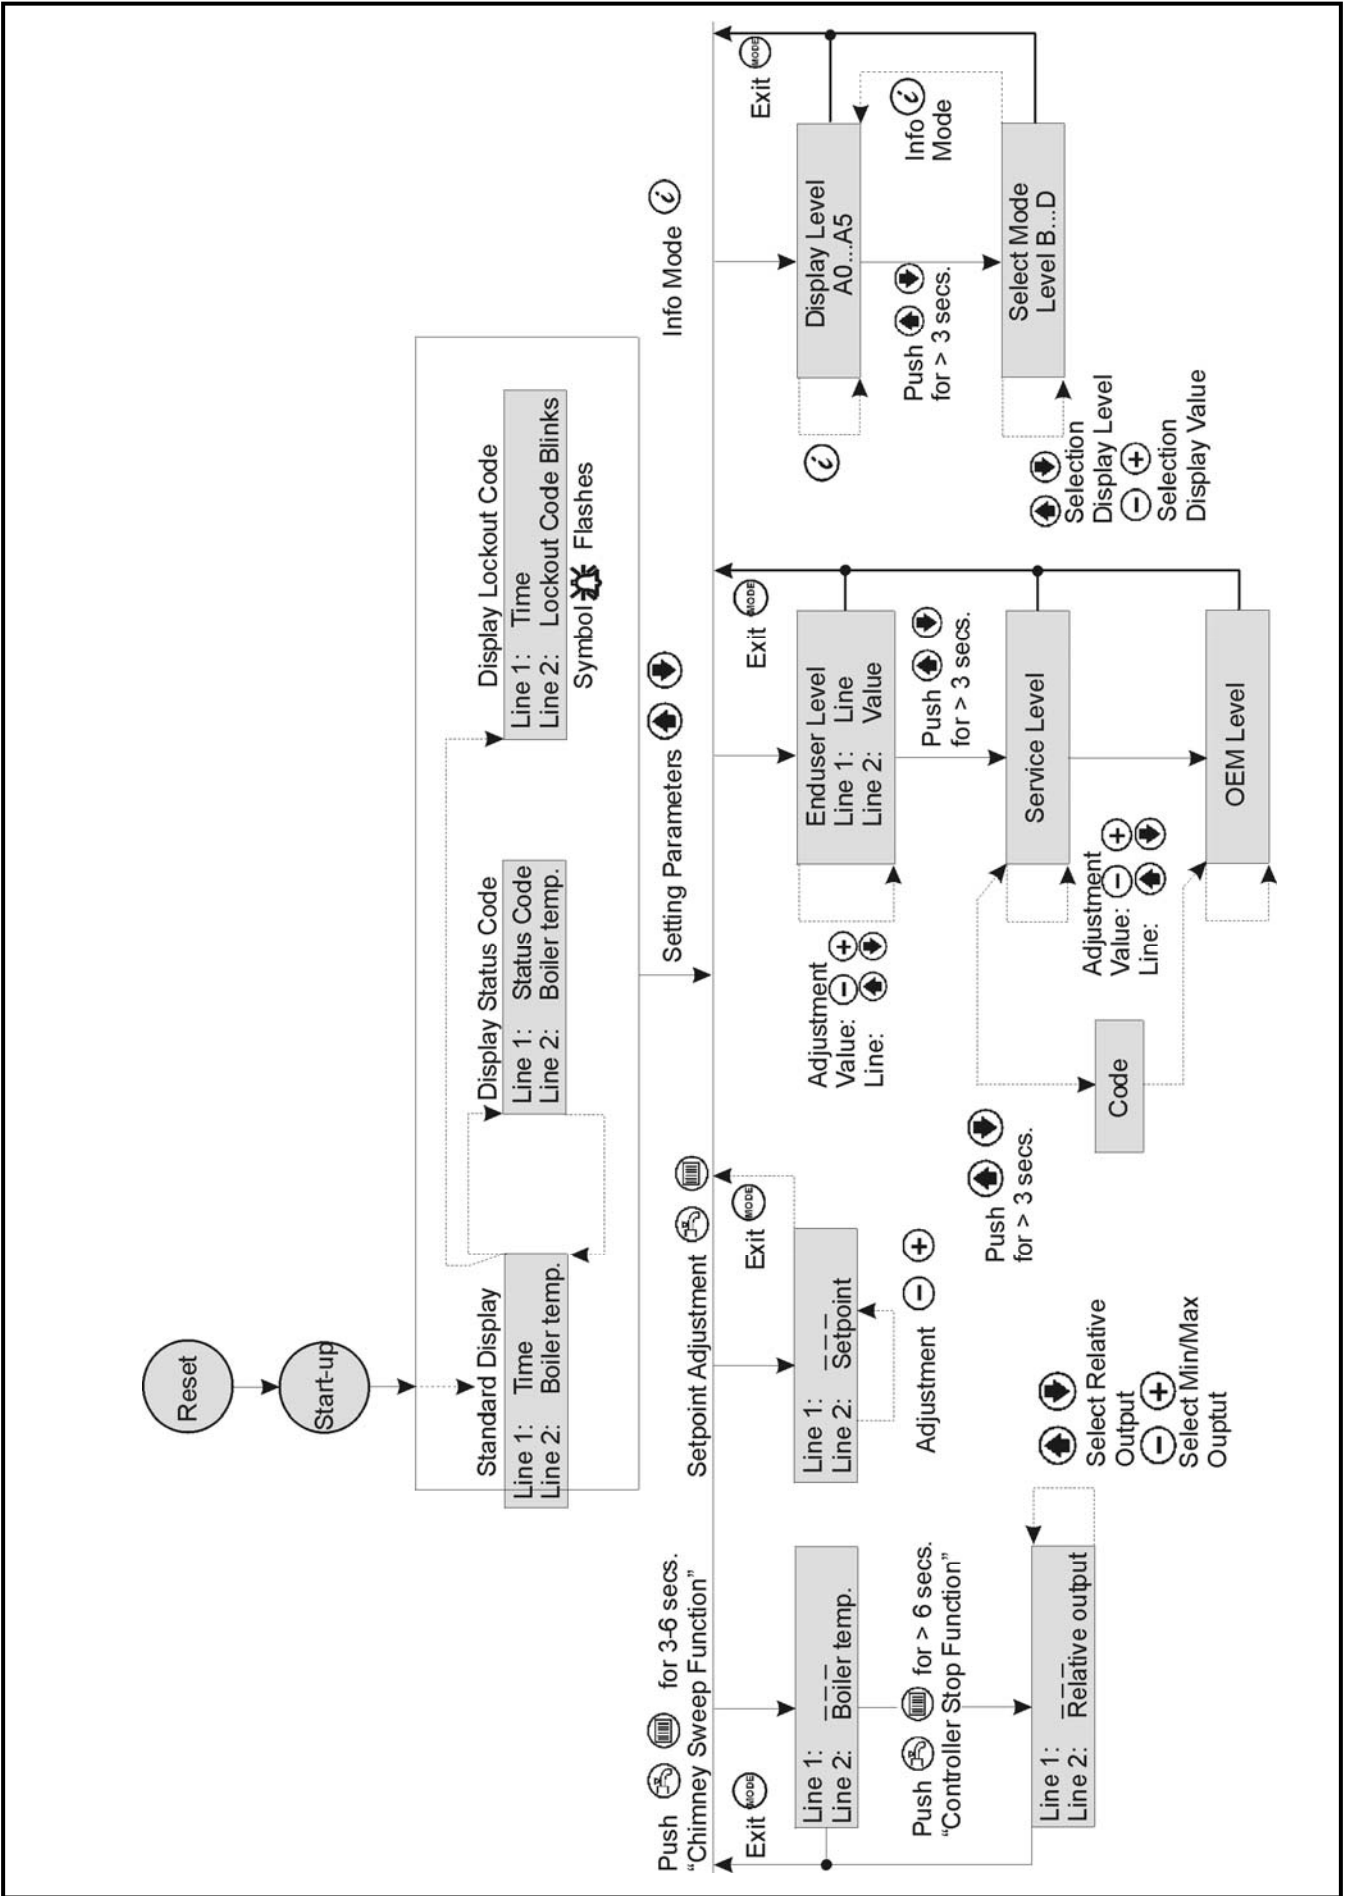 Reset
Start-up
Standard Display
Line 1: Time
Line 2: Boiler temp.
Display Status Code
Line 1: Status Code
Line 2: Boiler temp.
Display Lockout Code
Line 1: Time
Line 2: Lockout Code Blinks
Symbol Flashes
Push for 3-6 secs.
“Chimney Sweep Function”
Exit MODE
Line 1: ---
Line 2: Boiler temp.
Push for > 6 secs.
“Controller Stop Function”
Line 1: ---
Line 2: Relative output
Select Relative
Output
Select Min/Max
Ouptut
Setpoint Adjustment
Exit MODE
Line 1: ---
Line 2: Setpoint
Adjustment - +
Setting Parameters
Exit MODE
Enduser Level
Line 1: Line
Line 2: Value
Adjustment
Value: - +
Line:
Push
for > 3 secs.
Service Level
Push
for > 3 secs.
Code
Adjustment
Value: - +
Line:
OEM Level
Info Mode i
Exit MODE
Display Level
A0...A5
i
Info i
Mode
Push
for > 3 secs.
Select Mode
Level B...D
Selection
Display Level
- +
Selection
Display Value